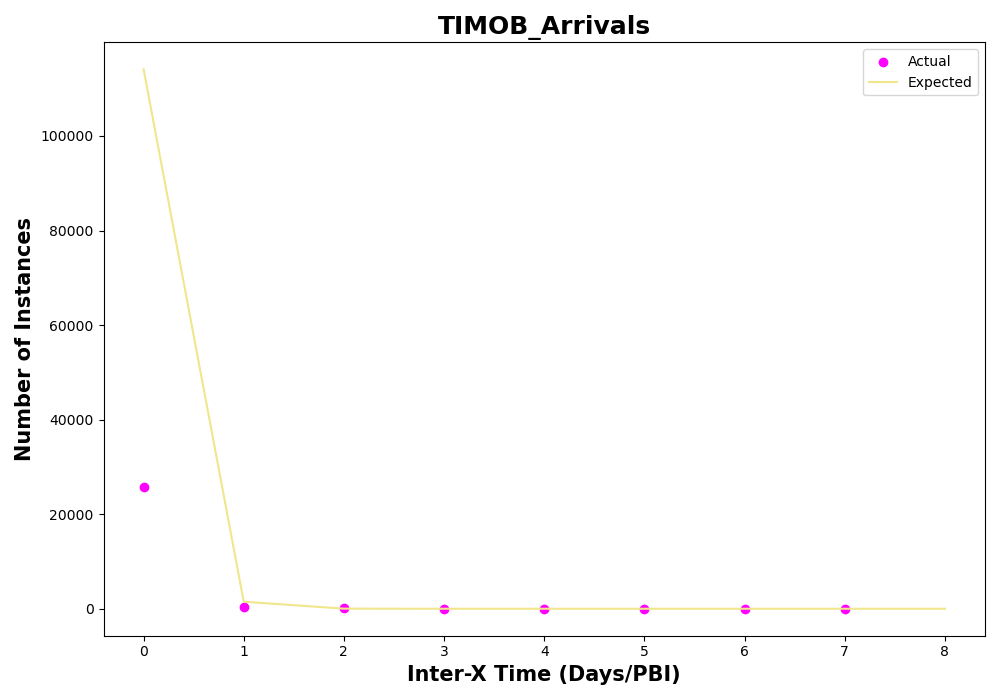 TIMOB_Arrivals
Actual
Expected
Number of Instances
100000
80000
60000
40000
20000
0
0 1 2 3 4 5 6 7 8
Inter-X Time (Days/PBI)